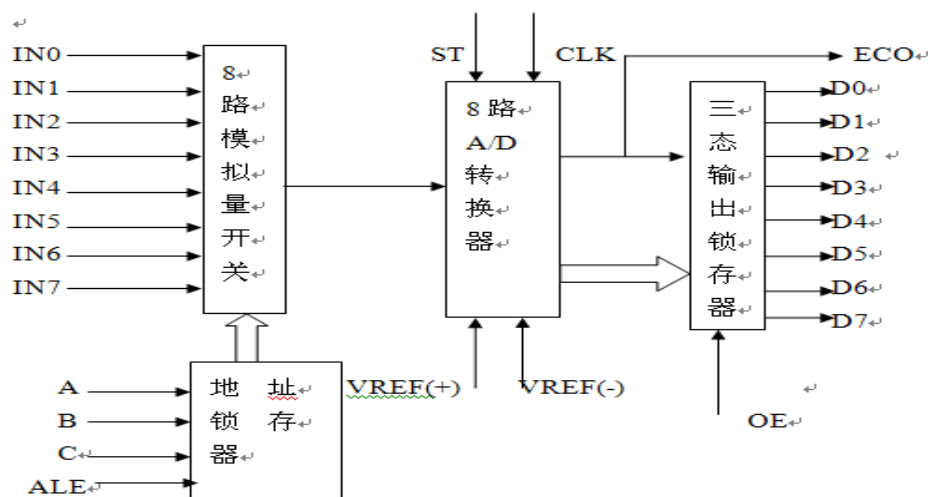 ST
CLK
ECO
IN0
IN1
IN2
IN3
IN4
IN5
IN6
IN7
8
路
模
拟
量
开
关
8 路
A/D
转
换
器
三
态
输
出
锁
存
器
D0
D1
D2
D3
D4
D5
D6
D7
A
B
C
ALE
地 址
锁 存
器
VREF(+)
VREF(-)
OE